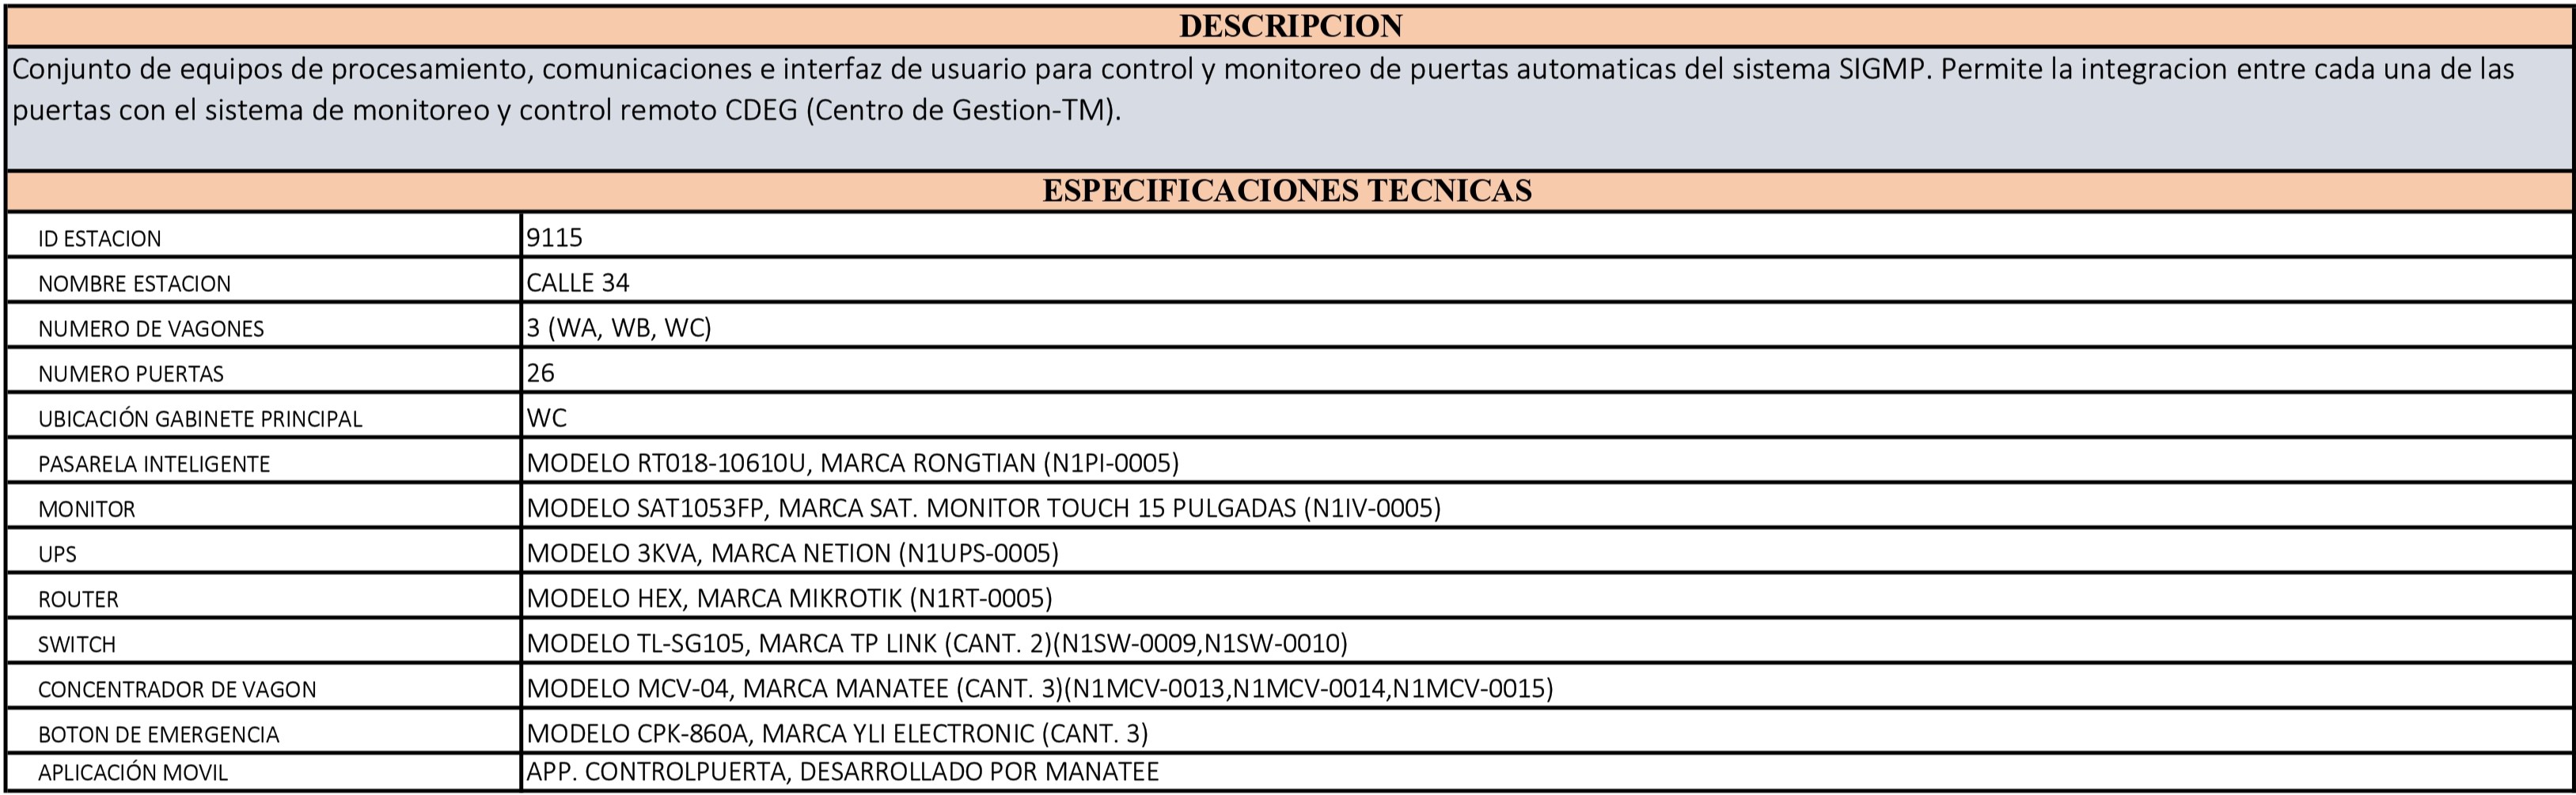 DESCRIPCION
Conjunto de equipos de procesamiento, comunicaciones e interfaz de usuario para control y monitoreo de puertas automaticas del sistema SIGMP. Permite la integracion entre cada una de las
puertas con el sistema de monitoreo y control remoto CDEG (Centro de Gestion-TM).
ESPECIFICACIONES TECNICAS
ID ESTACION 9115
NOMBRE ESTACION CALLE 34
NUMERO DE VAGONES 3 (WA, WB, WC)
NUMERO PUERTAS 26
UBICACIÓN GABINETE PRINCIPAL WC
PASARELA INTELIGENTE MODELO RT018-10610U, MARCA RONGTIAN (N1PI-0005)
MONITOR MODELO SAT1053FP, MARCA SAT. MONITOR TOUCH 15 PULGADAS (N1IV-0005)
UPS MODELO 3KVA, MARCA NETION (N1UPS-0005)
ROUTER MODELO HEX, MARCA MIKROTIK (N1RT-0005)
SWITCH MODELO TL-SG105, MARCA TP LINK (CANT. 2)(N1SW-0009,N1SW-0010)
CONCENTRADOR DE VAGON MODELO MCV-04, MARCA MANATEE (CANT. 3)(N1MCV-0013,N1MCV-0014,N1MCV-0015)
BOTON DE EMERGENCIA MODELO CPK-860A, MARCA YLI ELECTRONIC (CANT. 3)
APLICACIÓN MOVIL APP. CONTROLPUERTA, DESARROLLADO POR MANATEE